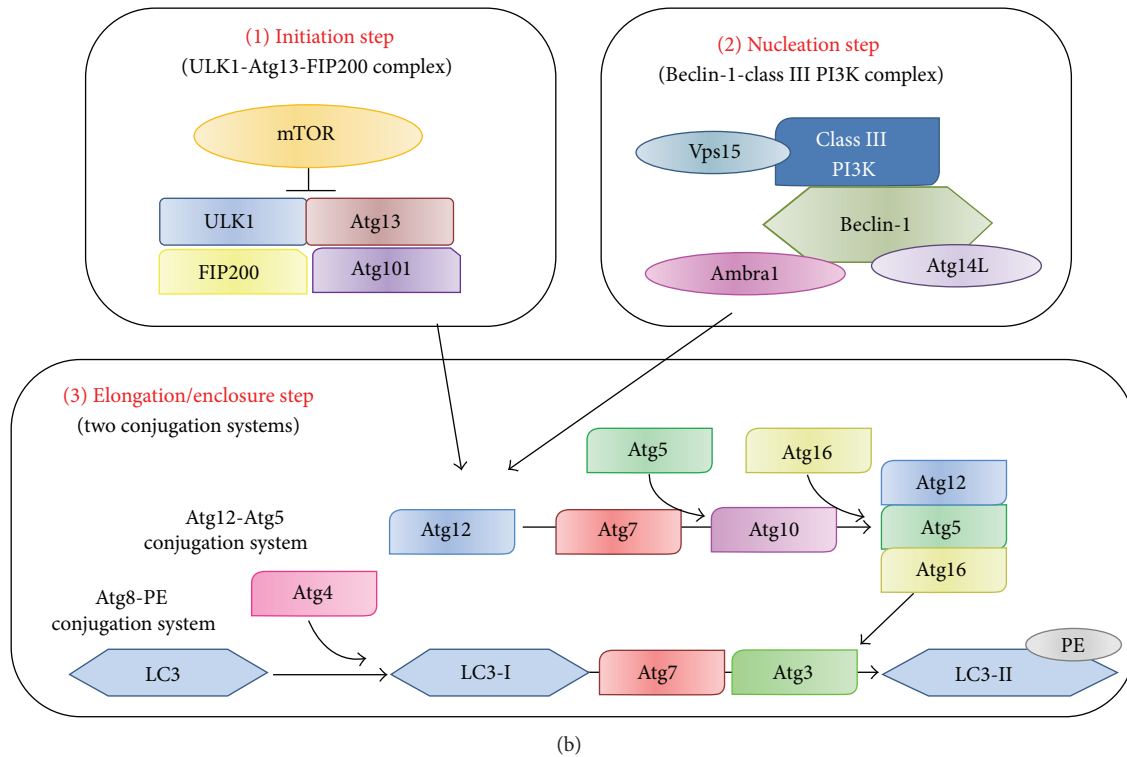 (1) Initiation step
(ULK1-Atg13-FIP200 complex)
mTOR
ULK1
Atg13
FIP200
Atg101
(2) Nucleation step
(Beclin-1-class III PI3K complex)
Vps15
Class III
PI3K
Beclin-1
Ambra1
Atg14L
(3) Elongation/enclosure step
(two conjugation systems)
Atg5
Atg16
Atg12-Atg5
conjugation system
Atg12
Atg7
Atg10
Atg12
Atg5
Atg16
Atg8-PE
conjugation system
Atg4
LC3
LC3-I
Atg7
Atg3
LC3-II
PE
(b)